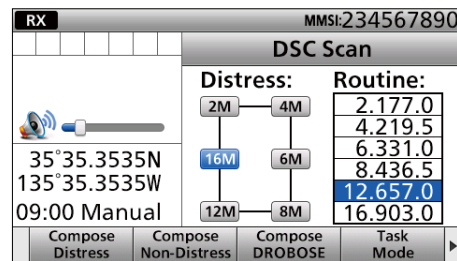 RX
MMSI:234567890
DSC Scan
Distress:
2M
4M
16M
6M
12M
8M
Routine:
2.177.0
4.219.5
6.331.0
8.436.5
12.657.0
16.903.0
35°35.3535N
135°35.3535W
09:00 Manual
Compose Distress
Compose Non-Distress
Compose DROBOSE
Task Mode